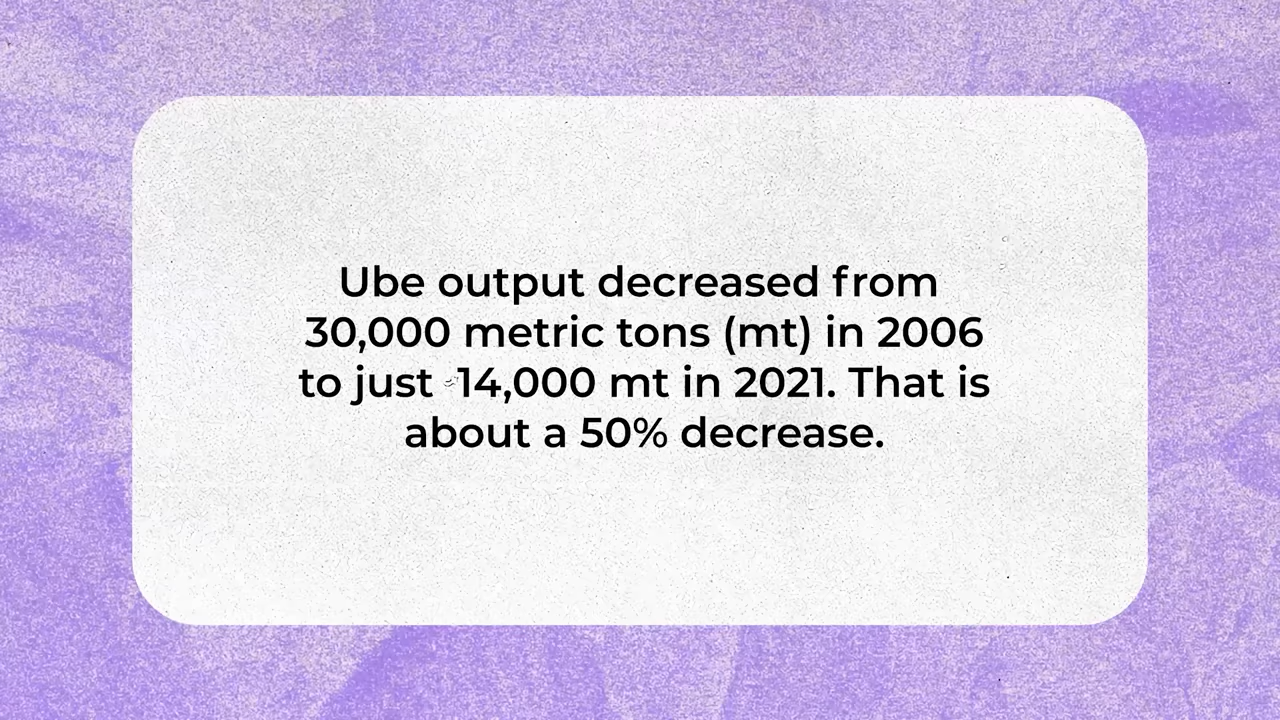 Ube output decreased from
30,000 metric tons (mt) in 2006
to just 14,000 mt in 2021. That is
about a 50% decrease.